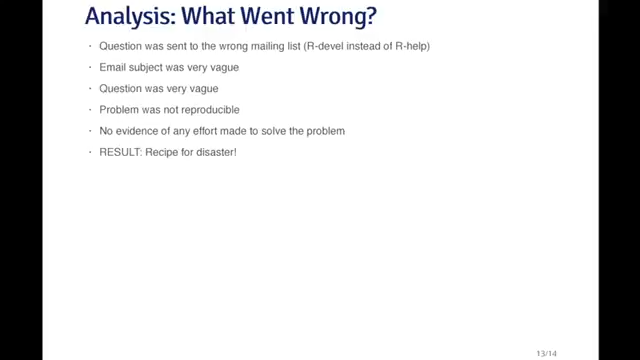 Analysis: What Went Wrong?
· Question was sent to the wrong mailing list (R-devel instead of R-help)
· Email subject was very vague
· Question was very vague
· Problem was not reproducible
· No evidence of any effort made to solve the problem
· RESULT: Recipe for disaster!
13/14